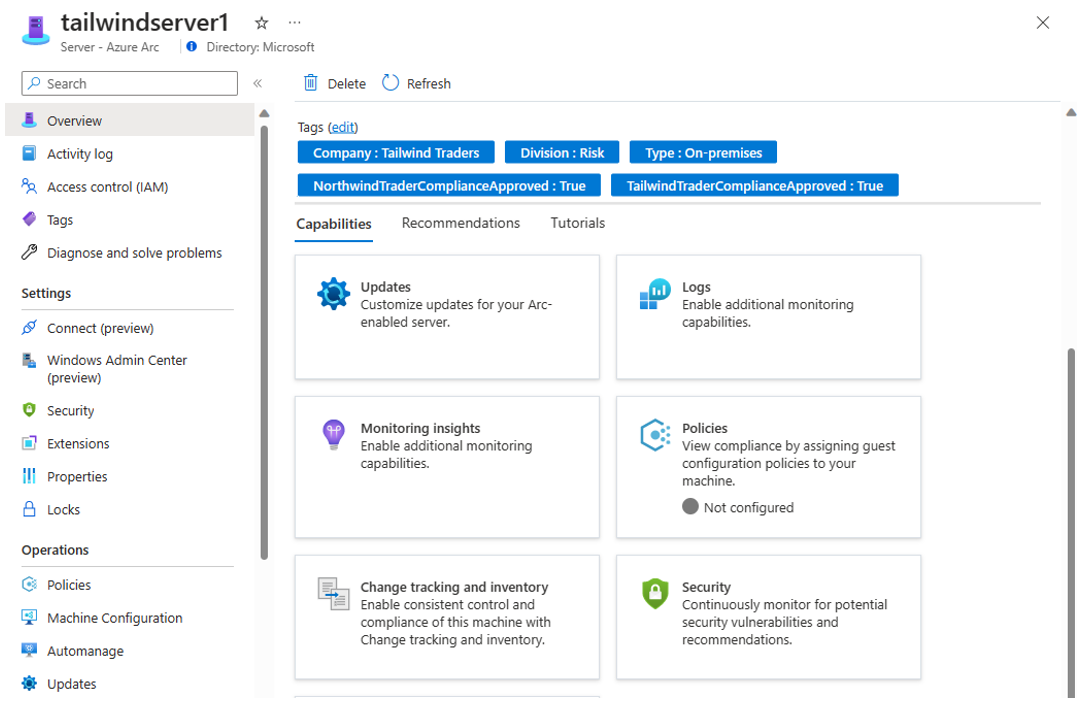 tailwindserver1
Server - Azure Arc
Directory: Microsoft
Search
Overview
Activity log
Access control (IAM)
Tags
Diagnose and solve problems
Settings
Connect (preview)
Windows Admin Center
(preview)
Security
Extensions
Properties
Locks
Operations
Policies
Machine Configuration
Automanage
Updates
Delete
Refresh
Tags (edit)
Company : Tailwind Traders
Division : Risk
Type : On-premises
NorthwindTraderComplianceApproved : True
TailwindTraderComplianceApproved : True
Capabilities
Recommendations
Tutorials
Updates
Customize updates for your Arc-
enabled server.
Logs
Enable additional monitoring
capabilities.
Monitoring insights
Enable additional monitoring
capabilities.
Policies
View compliance by assigning guest
configuration policies to your
machine.
Not configured
Change tracking and inventory
Enable consistent control and
compliance of this machine with
Change tracking and inventory.
Security
Continuously monitor for potential
security vulnerabilities and
recommendations.